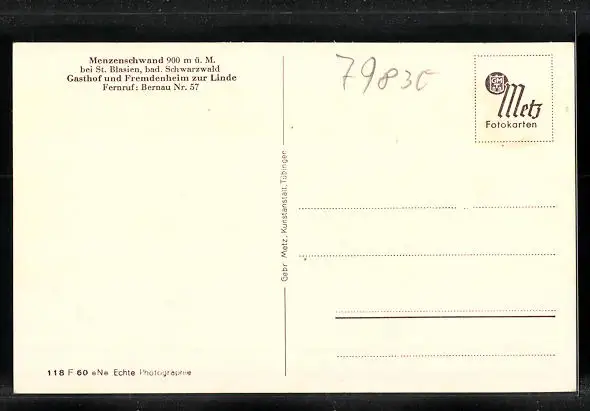 Menzenschwand 900 m ü. M.
bei St. Blasien, bad. Schwarzwald
Gasthof und Fremdenheim zur Linde
Fernruf: Bernau Nr. 57
79830
Metz
Fotokarten
Gebr. Metz, Kunstanstalt, Tübingen
118 F 60 eNe Echte Photographie